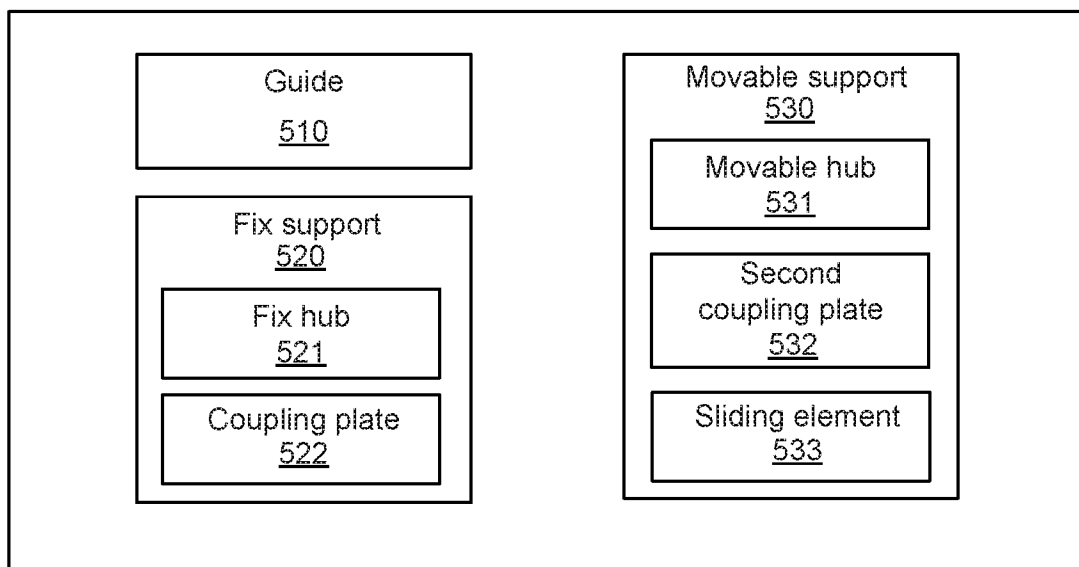 Guide
510
Fix support
520
Fix hub
521
Coupling plate
522
Movable support
530
Movable hub
531
Second
coupling plate
532
Sliding element
533